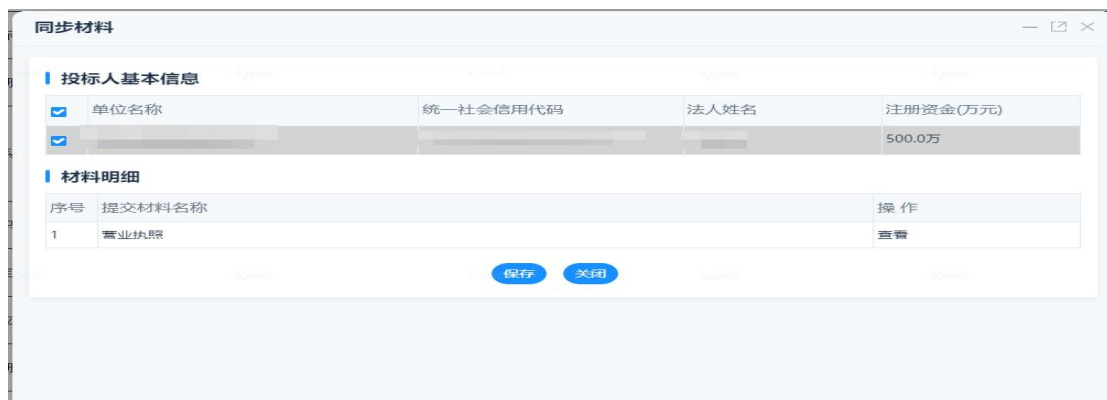 同步材料
投标人基本信息
单位名称 统一社会信用代码 法人姓名 注册资金(万元)
500.0万
材料明细
序号 提交材料名称 操 作
1 营业执照 查看
保存 关闭